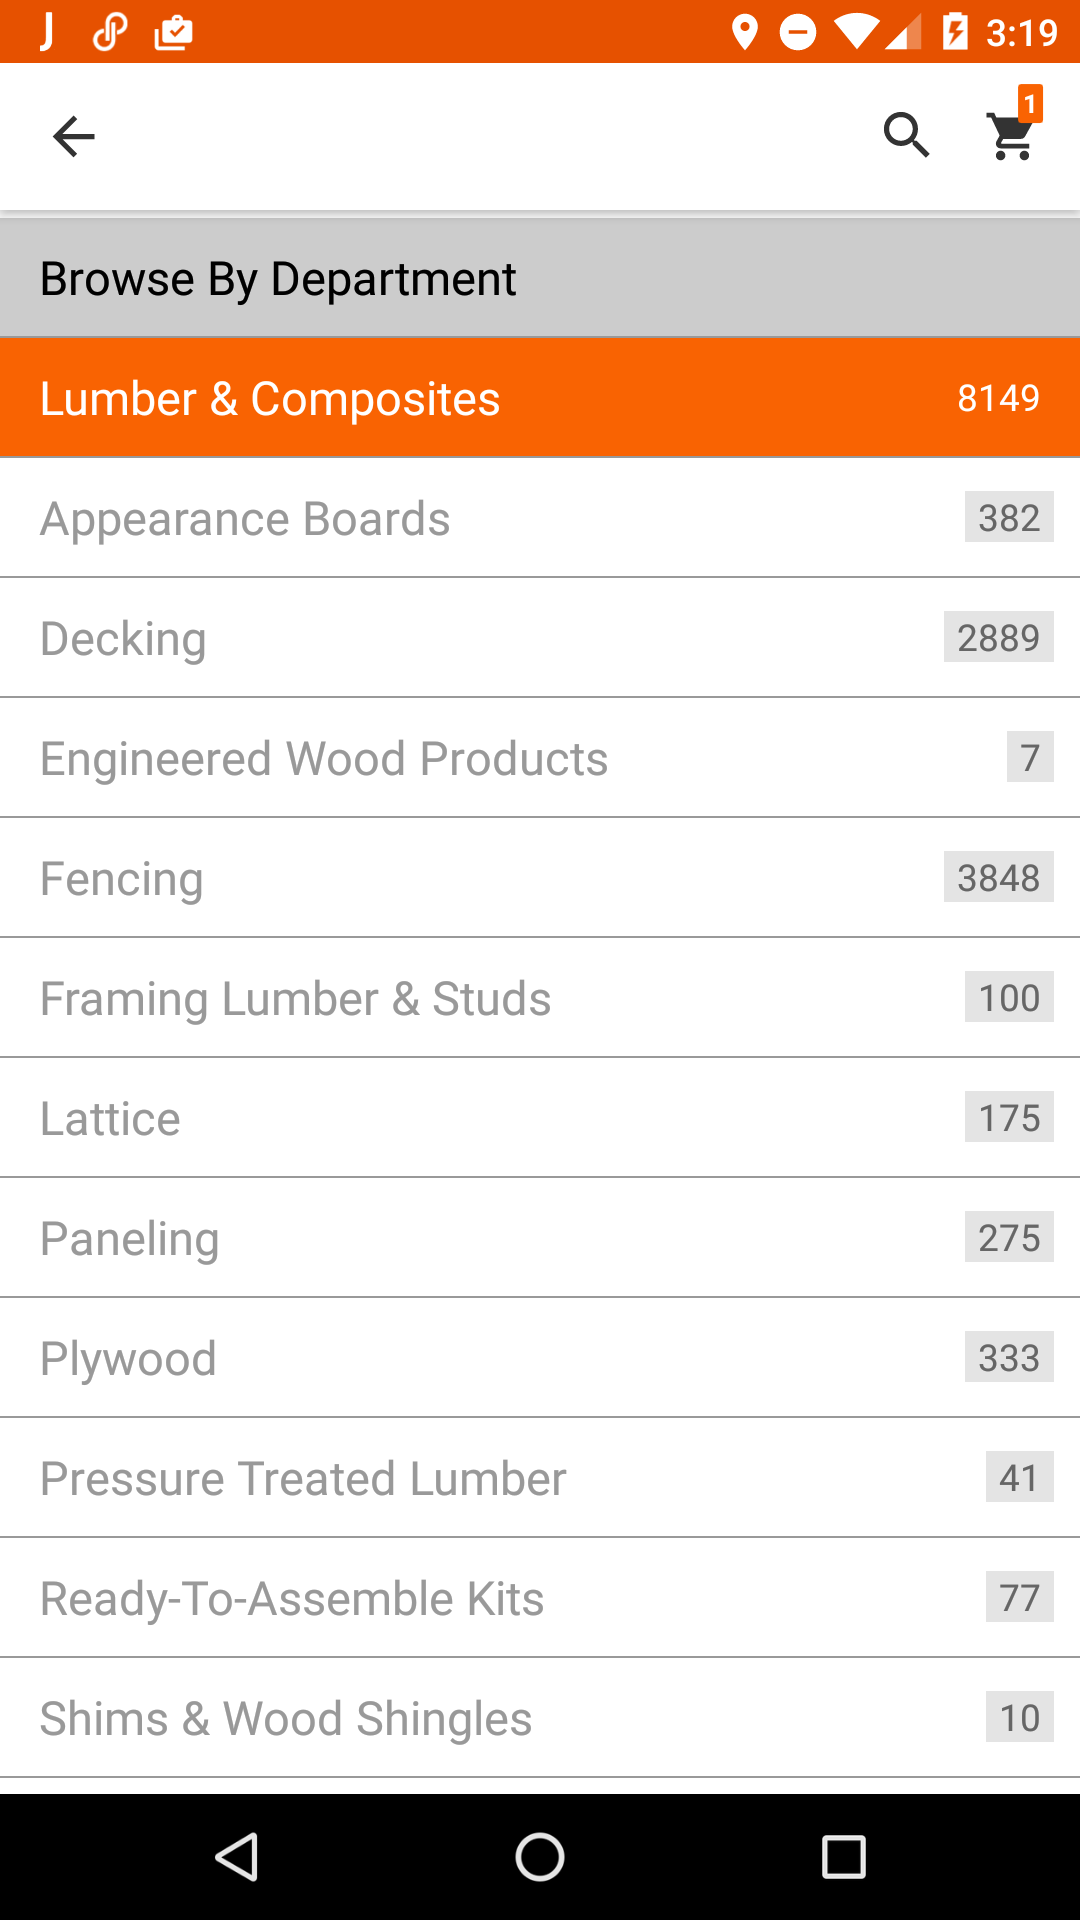 3:19
1
Browse By Department
Lumber & Composites 8149
Appearance Boards 382
Decking 2889
Engineered Wood Products 7
Fencing 3848
Framing Lumber & Studs 100
Lattice 175
Paneling 275
Plywood 333
Pressure Treated Lumber 41
Ready-To-Assemble Kits 77
Shims & Wood Shingles 10